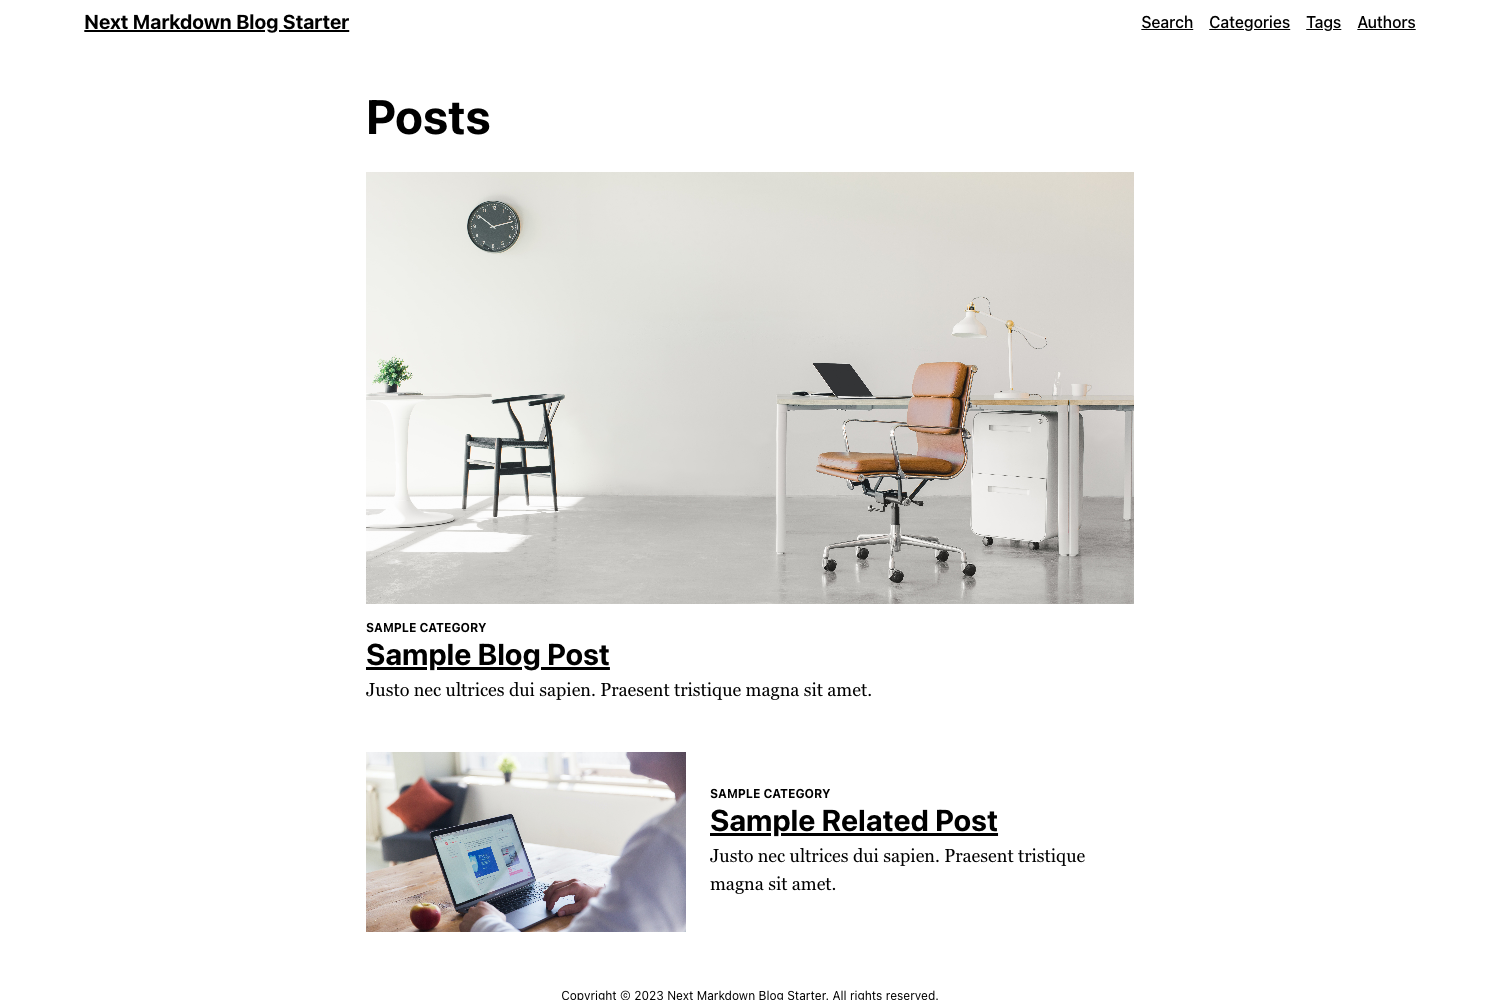 Next Markdown Blog Starter
Search Categories Tags Authors
Posts
SAMPLE CATEGORY
Sample Blog Post
Justo nec ultrices dui sapien. Praesent tristique magna sit amet.
SAMPLE CATEGORY
Sample Related Post
Justo nec ultrices dui sapien. Praesent tristique
magna sit amet.
Copyright © 2023 Next Markdown Blog Starter. All rights reserved.